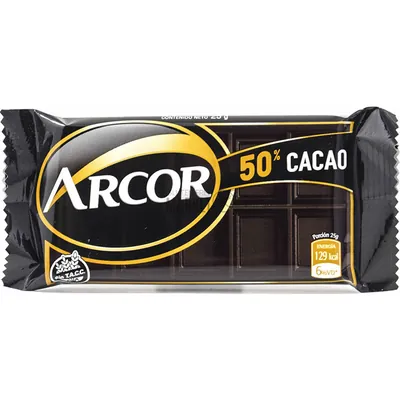 CONTENIDO NETO 25 g
ARCOR
50% CACAO
Sin T.A.C.C.
Porción 25g
ENERGÍA
129 kcal
6%VD*